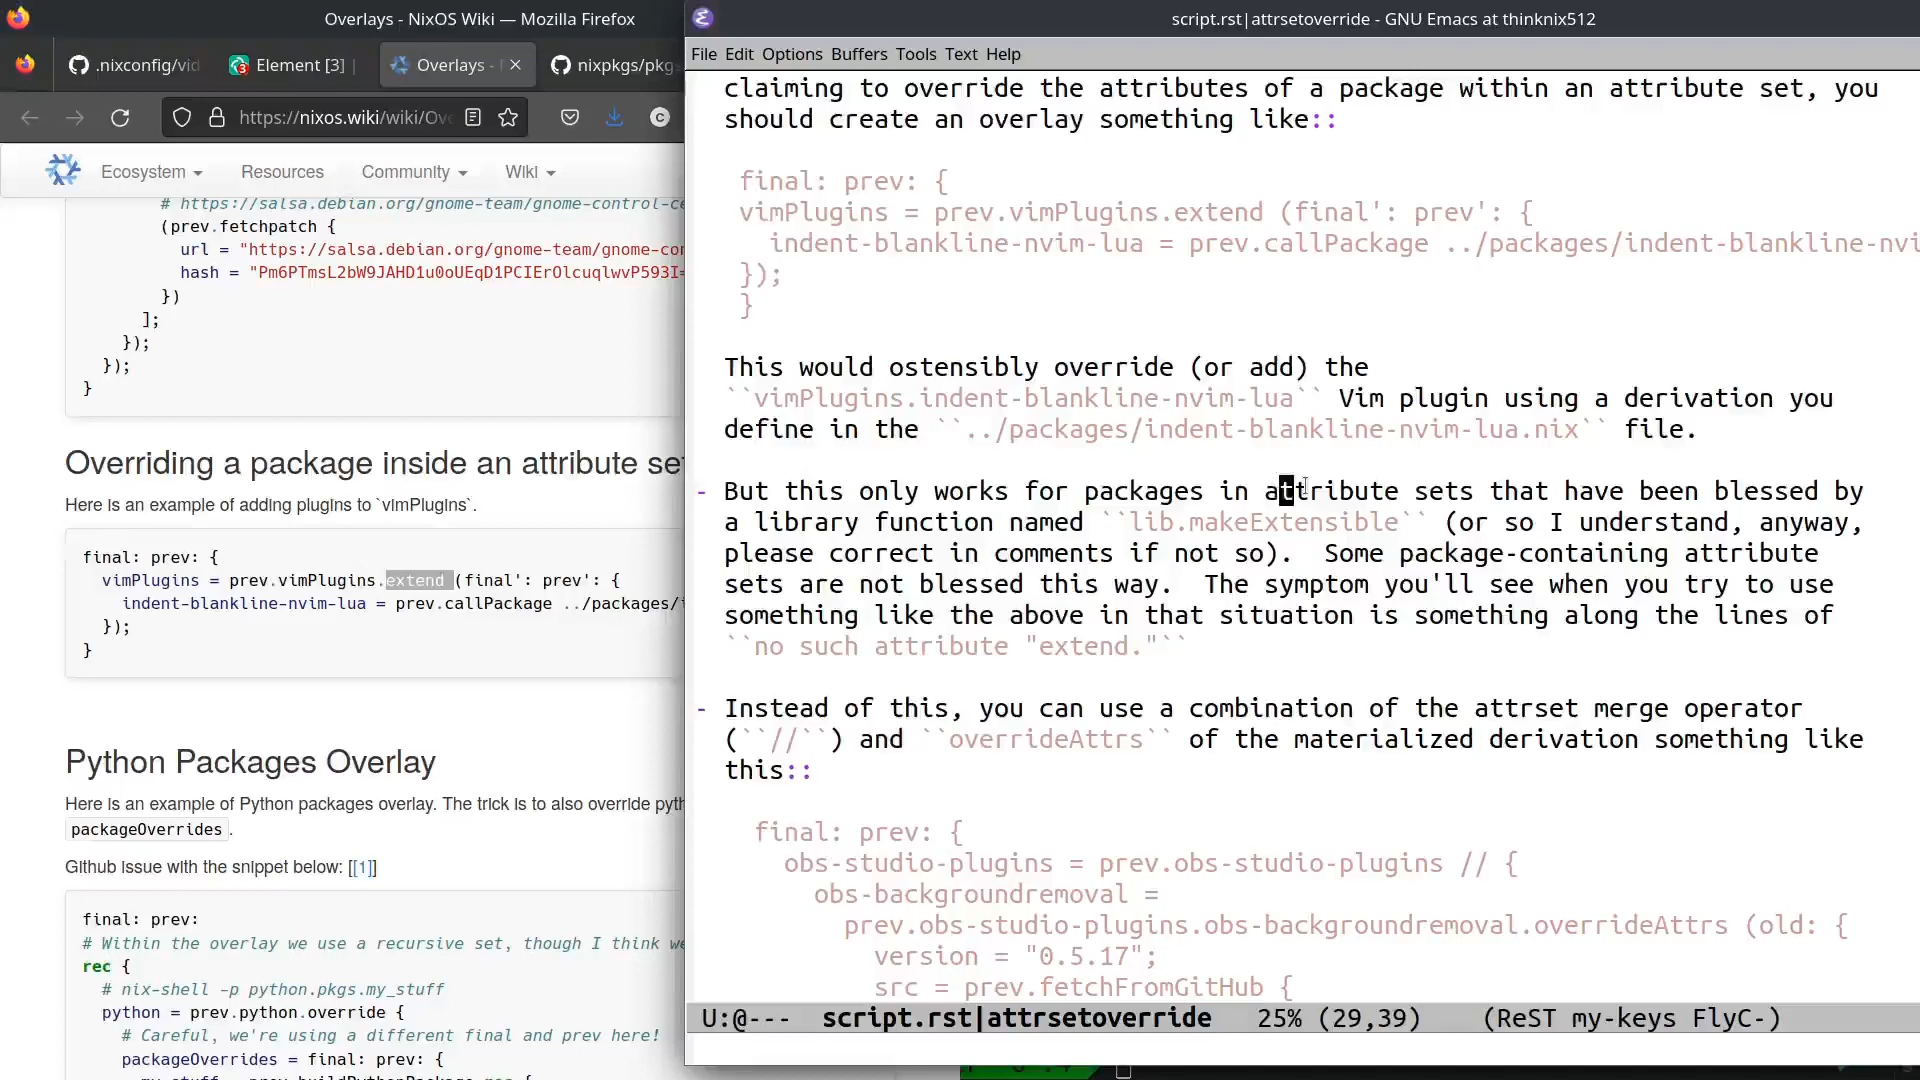 Overlays - NixOS Wiki — Mozilla Firefox
.nixconfig/vid
Element [3] |
Overlays -
nixpkgs/pkg
https://nixos.wiki/wiki/Ov
Ecosystem
Resources
Community
Wiki
# https://salsa.debian.org/gnome-team/gnome-control-ce
(prev.fetchpatch {
url = "https://salsa.debian.org/gnome-team/gnome-con
hash = "Pm6PTmsL2bW9JAHD1u0oUEqD1PCIErOlcuqlwvP593I=
})
];
});
});
}
Overriding a package inside an attribute se
Here is an example of adding plugins to `vimPlugins`.
final: prev: {
vimPlugins = prev.vimPlugins.extend (final': prev': {
indent-blankline-nvim-lua = prev.callPackage ../packages/
});
}
Python Packages Overlay
Here is an example of Python packages overlay. The trick is to also override pyth
packageOverrides.
Github issue with the snippet below: [[1]]
final: prev:
# Within the overlay we use a recursive set, though I think we
rec {
# nix-shell -p python.pkgs.my_stuff
python = prev.python.override {
# Careful, we're using a different final and prev here!
packageOverrides = final: prev: {
script.rst|attrsetoverride - GNU Emacs at thinknix512
File Edit Options Buffers Tools Text Help
claiming to override the attributes of a package within an attribute set, you
should create an overlay something like::
final: prev: {
vimPlugins = prev.vimPlugins.extend (final': prev': {
indent-blankline-nvim-lua = prev.callPackage ../packages/indent-blankline-nvi
});
}
This would ostensibly override (or add) the
``vimPlugins.indent-blankline-nvim-lua`` Vim plugin using a derivation you
define in the ``../packages/indent-blankline-nvim-lua.nix`` file.
- But this only works for packages in attribute sets that have been blessed by
a library function named ``lib.makeExtensible`` (or so I understand, anyway,
please correct in comments if not so).  Some package-containing attribute
sets are not blessed this way.  The symptom you'll see when you try to use
something like the above in that situation is something along the lines of
``no such attribute "extend."``
- Instead of this, you can use a combination of the attrset merge operator
(``//``) and ``overrideAttrs`` of the materialized derivation something like
this::
final: prev: {
obs-studio-plugins = prev.obs-studio-plugins // {
obs-backgroundremoval =
prev.obs-studio-plugins.obs-backgroundremoval.overrideAttrs (old: {
version = "0.5.17";
src = prev.fetchFromGitHub {
U:@--- script.rst|attrsetoverride 25% (29,39) (ReST my-keys FlyC-)